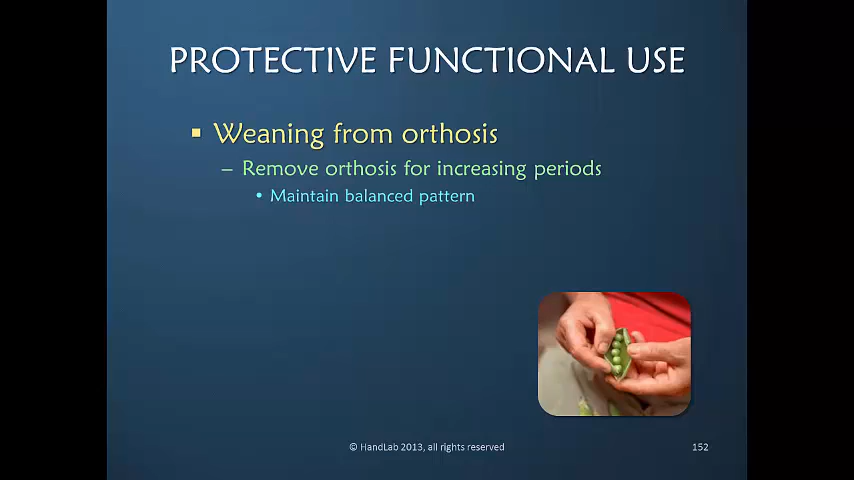 PROTECTIVE FUNCTIONAL USE
▪ Weaning from orthosis
– Remove orthosis for increasing periods
• Maintain balanced pattern
© HandLab 2013, all rights reserved
152